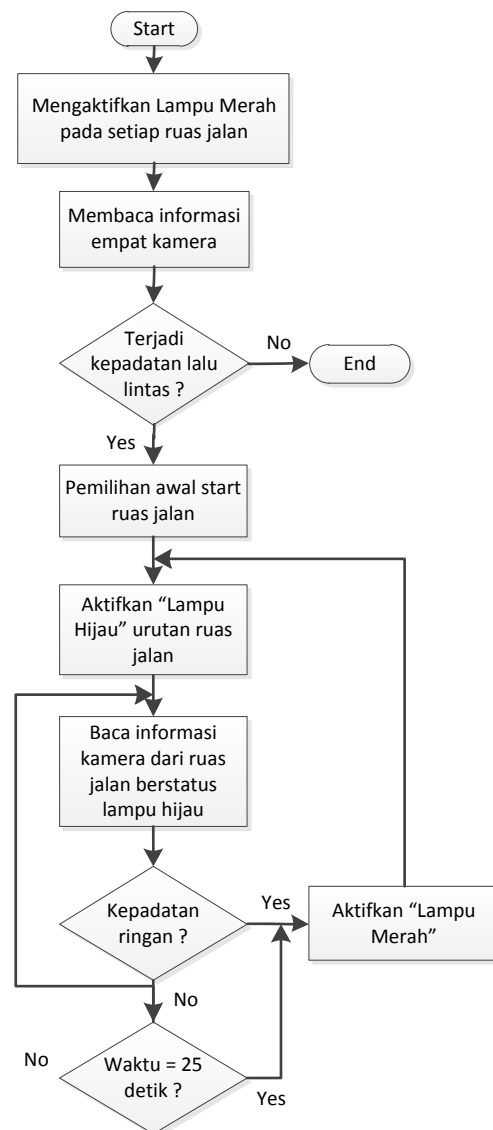 Start
Mengaktifkan Lampu Merah
pada setiap ruas jalan
Membaca informasi
empat kamera
Terjadi
kepadatan lalu
lintas ?
No
End
Yes
Pemilihan awal start
ruas jalan
Aktifkan “Lampu
Hijau” urutan ruas
jalan
Baca informasi
kamera dari ruas
jalan berstatus
lampu hijau
Kepadatan
ringan ?
Yes
Aktifkan “Lampu
Merah”
No
Waktu = 25
detik ?
No
Yes